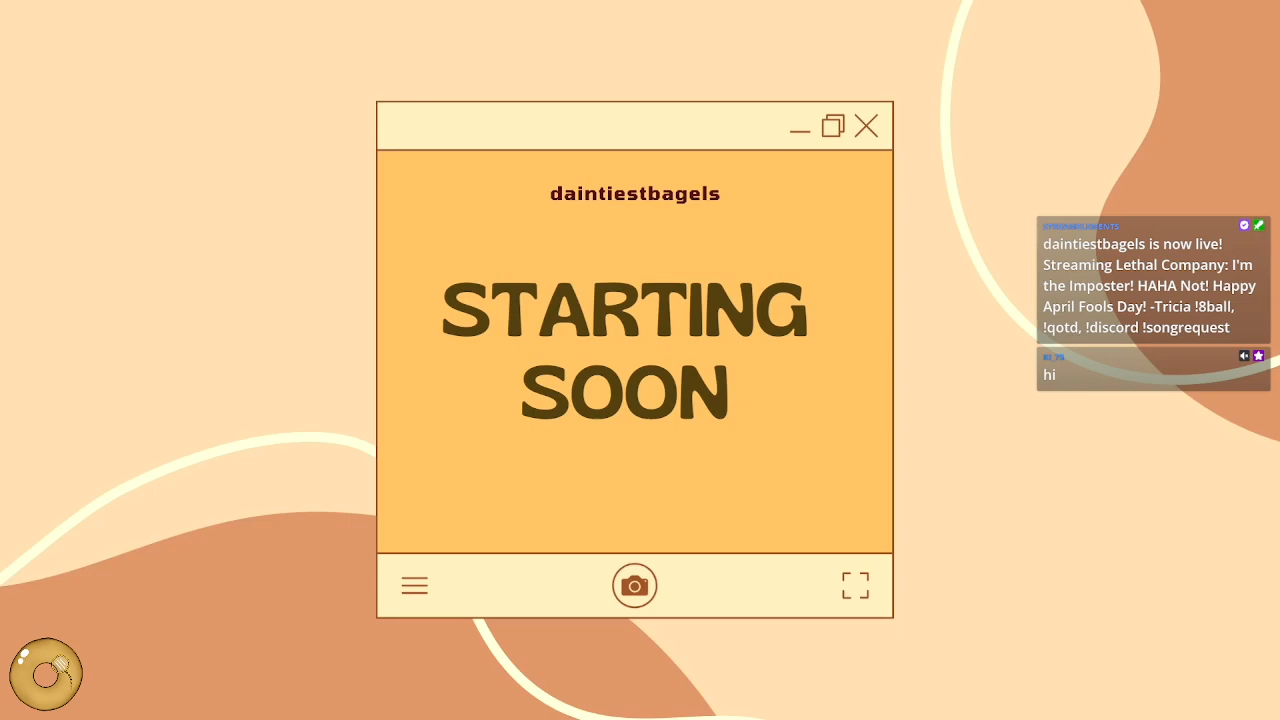 daintiestbagels
STARTING
SOON
daintiestbagels is now live!
Streaming Lethal Company: I'm
the Imposter! HAHA Not! Happy
April Fools Day! -Tricia !8ball,
!qotd, !discord !songrequest
hi